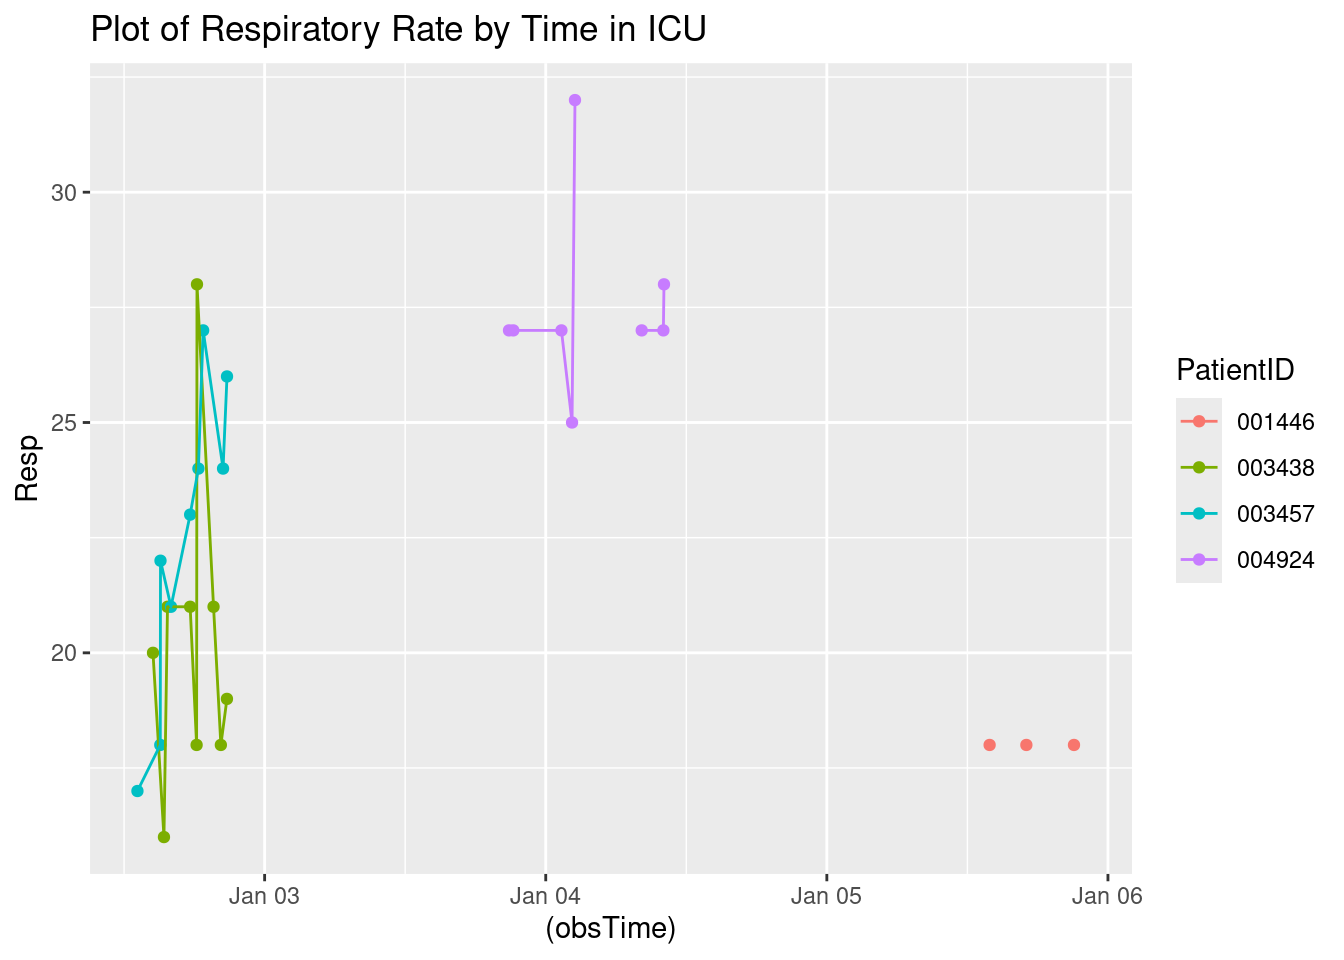 Plot of Respiratory Rate by Time in ICU
Resp
30
25
20
Jan 03
Jan 04
Jan 05
Jan 06
(obsTime)
PatientID
001446
003438
003457
004924